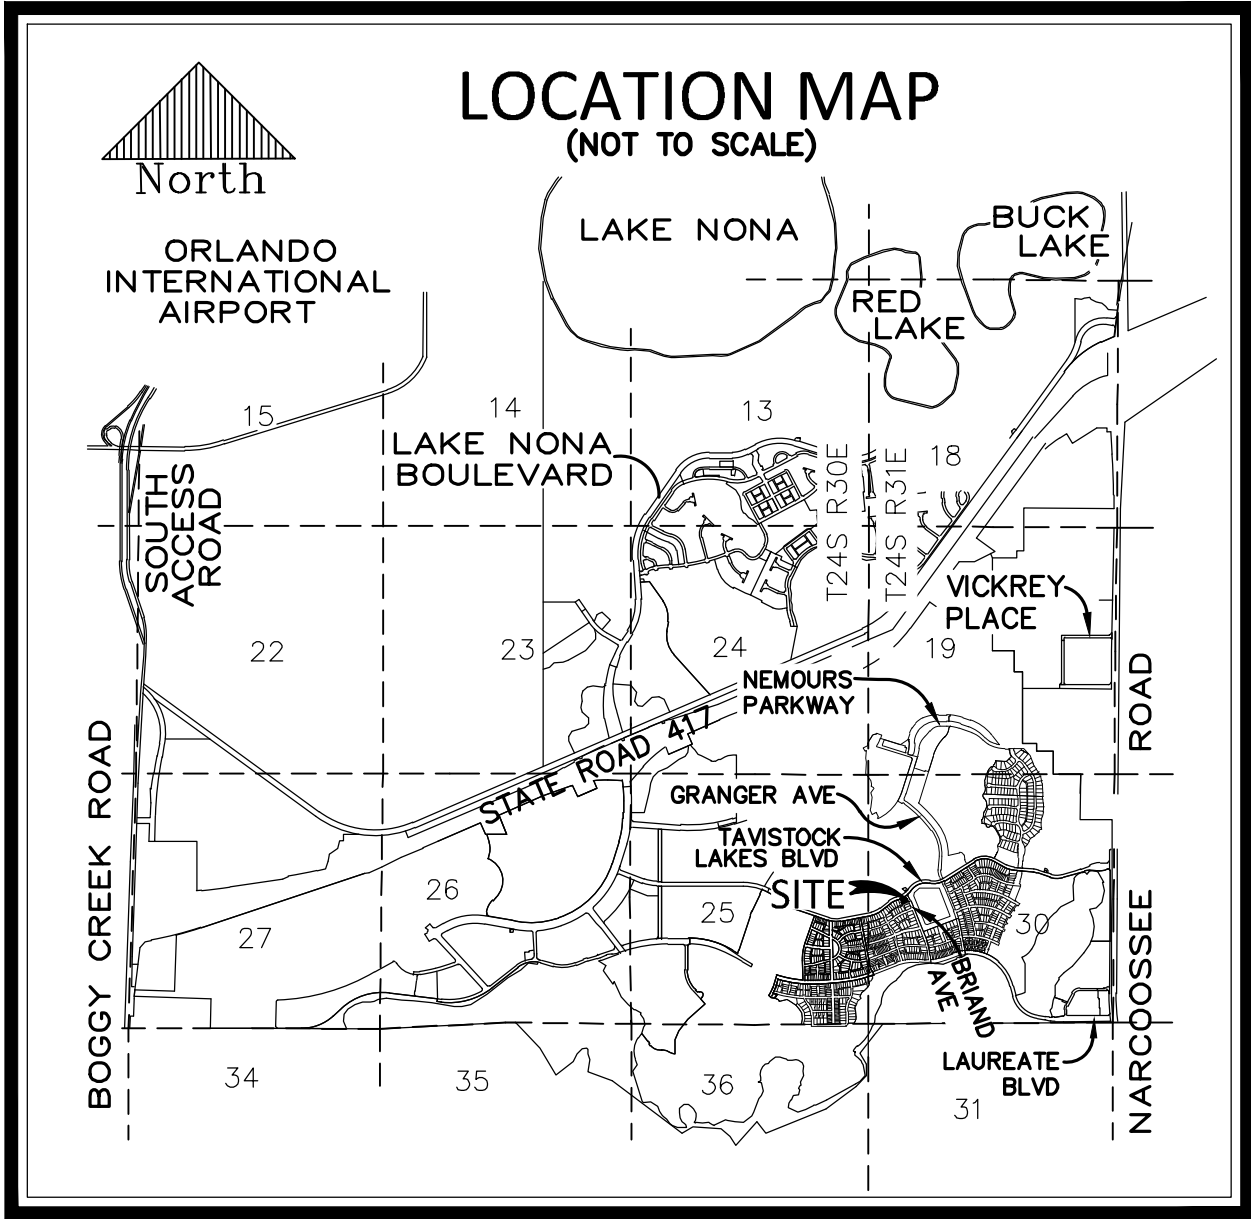 LOCATION MAP
(NOT TO SCALE)
North
ORLANDO
INTERNATIONAL
AIRPORT
LAKE NONA
BUCK
LAKE
RED
LAKE
15
14
13
18
LAKE NONA
BOULEVARD
SOUTH
ACCESS
ROAD
T24S R30E
T24S R31E
VICKREY
PLACE
22
23
24
19
NEMOURS
PARKWAY
STATE ROAD 417
GRANGER AVE
TAVISTOCK
LAKES BLVD
SITE
26
25
27
30
BRIAND
AVE
LAUREATE
BLVD
34
35
36
31
BOGGY CREEK ROAD
NARCOOSSEE ROAD